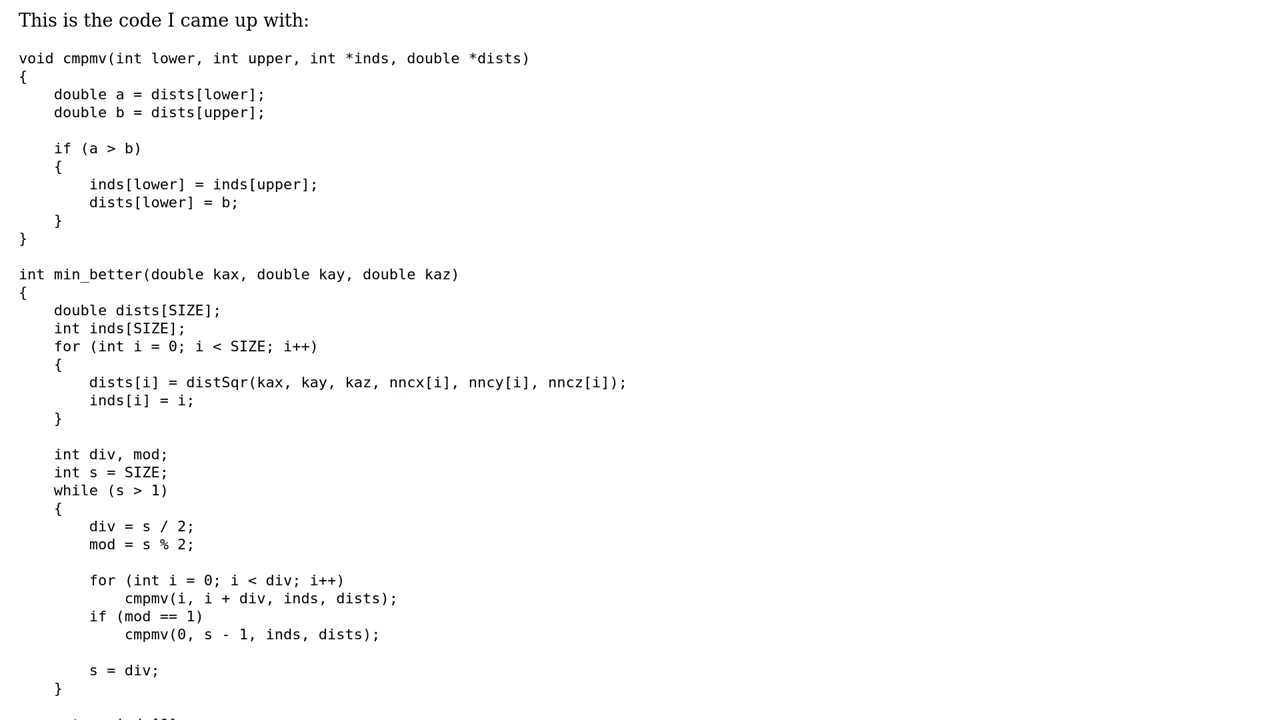 This is the code I came up with:
void cmpmv(int lower, int upper, int *inds, double *dists)
{
    double a = dists[lower];
    double b = dists[upper];

    if (a > b)
    {
        inds[lower] = inds[upper];
        dists[lower] = b;
    }
}

int min_better(double kax, double kay, double kaz)
{
    double dists[SIZE];
    int inds[SIZE];
    for (int i = 0; i < SIZE; i++)
    {
        dists[i] = distSqr(kax, kay, kaz, nncx[i], nncy[i], nncz[i]);
        inds[i] = i;
    }

    int div, mod;
    int s = SIZE;
    while (s > 1)
    {
        div = s / 2;
        mod = s % 2;

        for (int i = 0; i < div; i++)
            cmpmv(i, i + div, inds, dists);
        if (mod == 1)
            cmpmv(0, s - 1, inds, dists);

        s = div;
    }